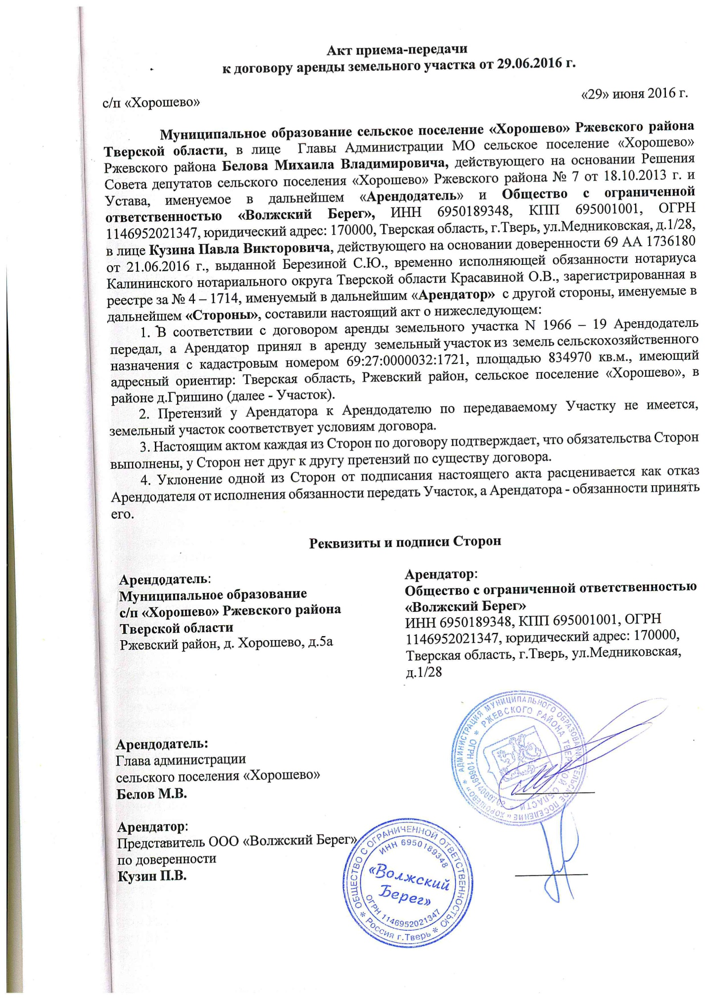 Акт приема-передачи
к договору аренды земельного участка от 29.06.2016 г.
с/п «Хорошево»
«29» июня 2016 г.
Муниципальное образование сельское поселение «Хорошево» Ржевского района
Тверской области, в лице Главы Администрации МО сельское поселение «Хорошево»
Ржевского района Белова Михаила Владимировича, действующего на основании Решения
Совета депутатов сельского поселения «Хорошево» Ржевского района № 7 от 18.10.2013 г. и
Устава, именуемое в дальнейшем «Арендодатель» и Общество с ограниченной
ответственностью «Волжский Берег», ИНН 6950189348, КПП 695001001, ОГРН
1146952021347, юридический адрес: 170000, Тверская область, г.Тверь, ул.Медниковская, д.1/28,
в лице Кузина Павла Викторовича, действующего на основании доверенности 69 АА 1736180
от 21.06.2016 г., выданной Березиной С.Ю., временно исполняющей обязанности нотариуса
Калининского нотариального округа Тверской области Красавиной О.В., зарегистрированная в
реестре за № 4 – 1714, именуемый в дальнейшим «Арендатор» с другой стороны, именуемые в
дальнейшем «Стороны», составили настоящий акт о нижеследующем:
1. В соответствии с договором аренды земельного участка N 1966 – 19 Арендодатель
передал, а Арендатор принял в аренду земельный участок из земель сельскохозяйственного
назначения с кадастровым номером 69:27:0000032:1721, площадью 834970 кв.м., имеющий
адресный ориентир: Тверская область, Ржевский район, сельское поселение «Хорошево», в
районе д.Гришино (далее - Участок).
2. Претензий у Арендатора к Арендодателю по передаваемому Участку не имеется,
земельный участок соответствует условиям договора.
3. Настоящим актом каждая из Сторон по договору подтверждает, что обязательства Сторон
выполнены, у Сторон нет друг к другу претензий по существу договора.
4. Уклонение одной из Сторон от подписания настоящего акта расценивается как отказ
Арендодателя от исполнения обязанности передать Участок, а Арендатора - обязанности принять
его.
Реквизиты и подписи Сторон
Арендодатель:
Муниципальное образование
с/п «Хорошево» Ржевского района
Тверской области
Ржевский район, д. Хорошево, д.5а
Арендатор:
Общество с ограниченной ответственностью
«Волжский Берег»
ИНН 6950189348, КПП 695001001, ОГРН
1146952021347, юридический адрес: 170000,
Тверская область, г.Тверь, ул.Медниковская,
д.1/28
Арендодатель:
Глава администрации
сельского поселения «Хорошево»
Белов М.В.
АДМИНИСТРАЦИЯ МУНИЦИПАЛЬНОГО ОБРАЗОВАНИЯ СЕЛЬСКОЕ ПОСЕЛЕНИЕ «ХОРОШЕВО»
РЖЕВСКОГО РАЙОНА ТВЕРСКОЙ ОБЛАСТИ * ОГРН
Арендатор:
Представитель ООО «Волжский Берег»
по доверенности
Кузин П.В.
ОБЩЕСТВО С ОГРАНИЧЕННОЙ ОТВЕТСТВЕННОСТЬЮ
* Россия г.Тверь *
ИНН 6950189348
«Волжский
Берег»
ОГРН 1146952021347